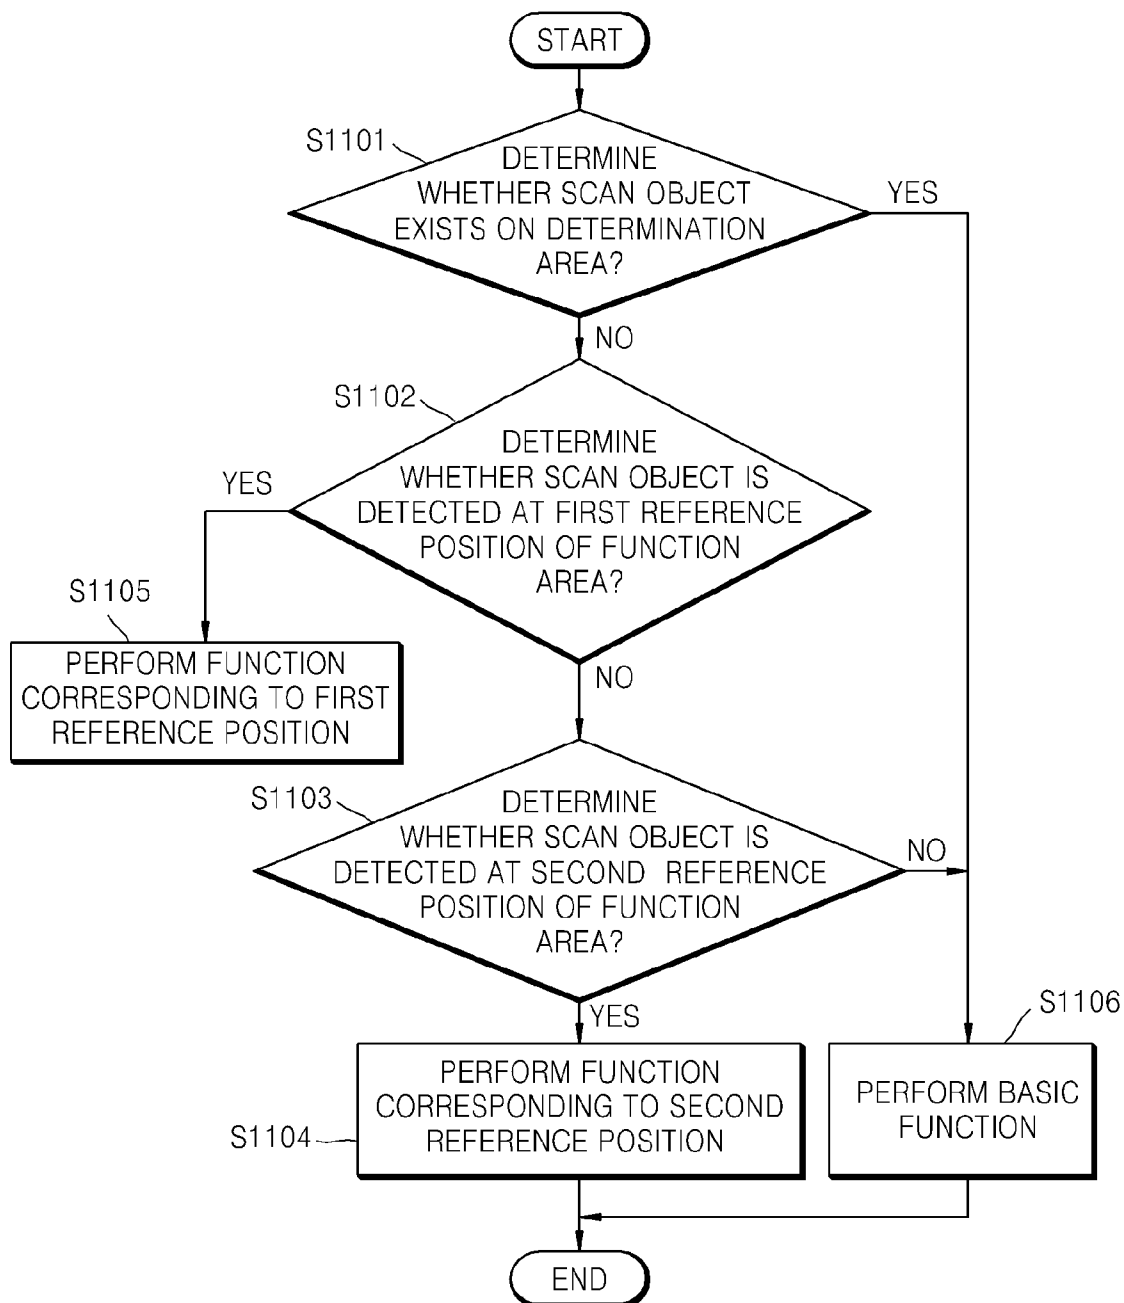 START
S1101
DETERMINE
WHETHER SCAN OBJECT
EXISTS ON DETERMINATION
AREA?
YES
NO
S1102
DETERMINE
WHETHER SCAN OBJECT IS
DETECTED AT FIRST REFERENCE
POSITION OF FUNCTION
AREA?
YES
NO
S1105
PERFORM FUNCTION
CORRESPONDING TO FIRST
REFERENCE POSITION
S1103
DETERMINE
WHETHER SCAN OBJECT IS
DETECTED AT SECOND REFERENCE
POSITION OF FUNCTION
AREA?
NO
YES
S1104
PERFORM FUNCTION
CORRESPONDING TO SECOND
REFERENCE POSITION
S1106
PERFORM BASIC
FUNCTION
END